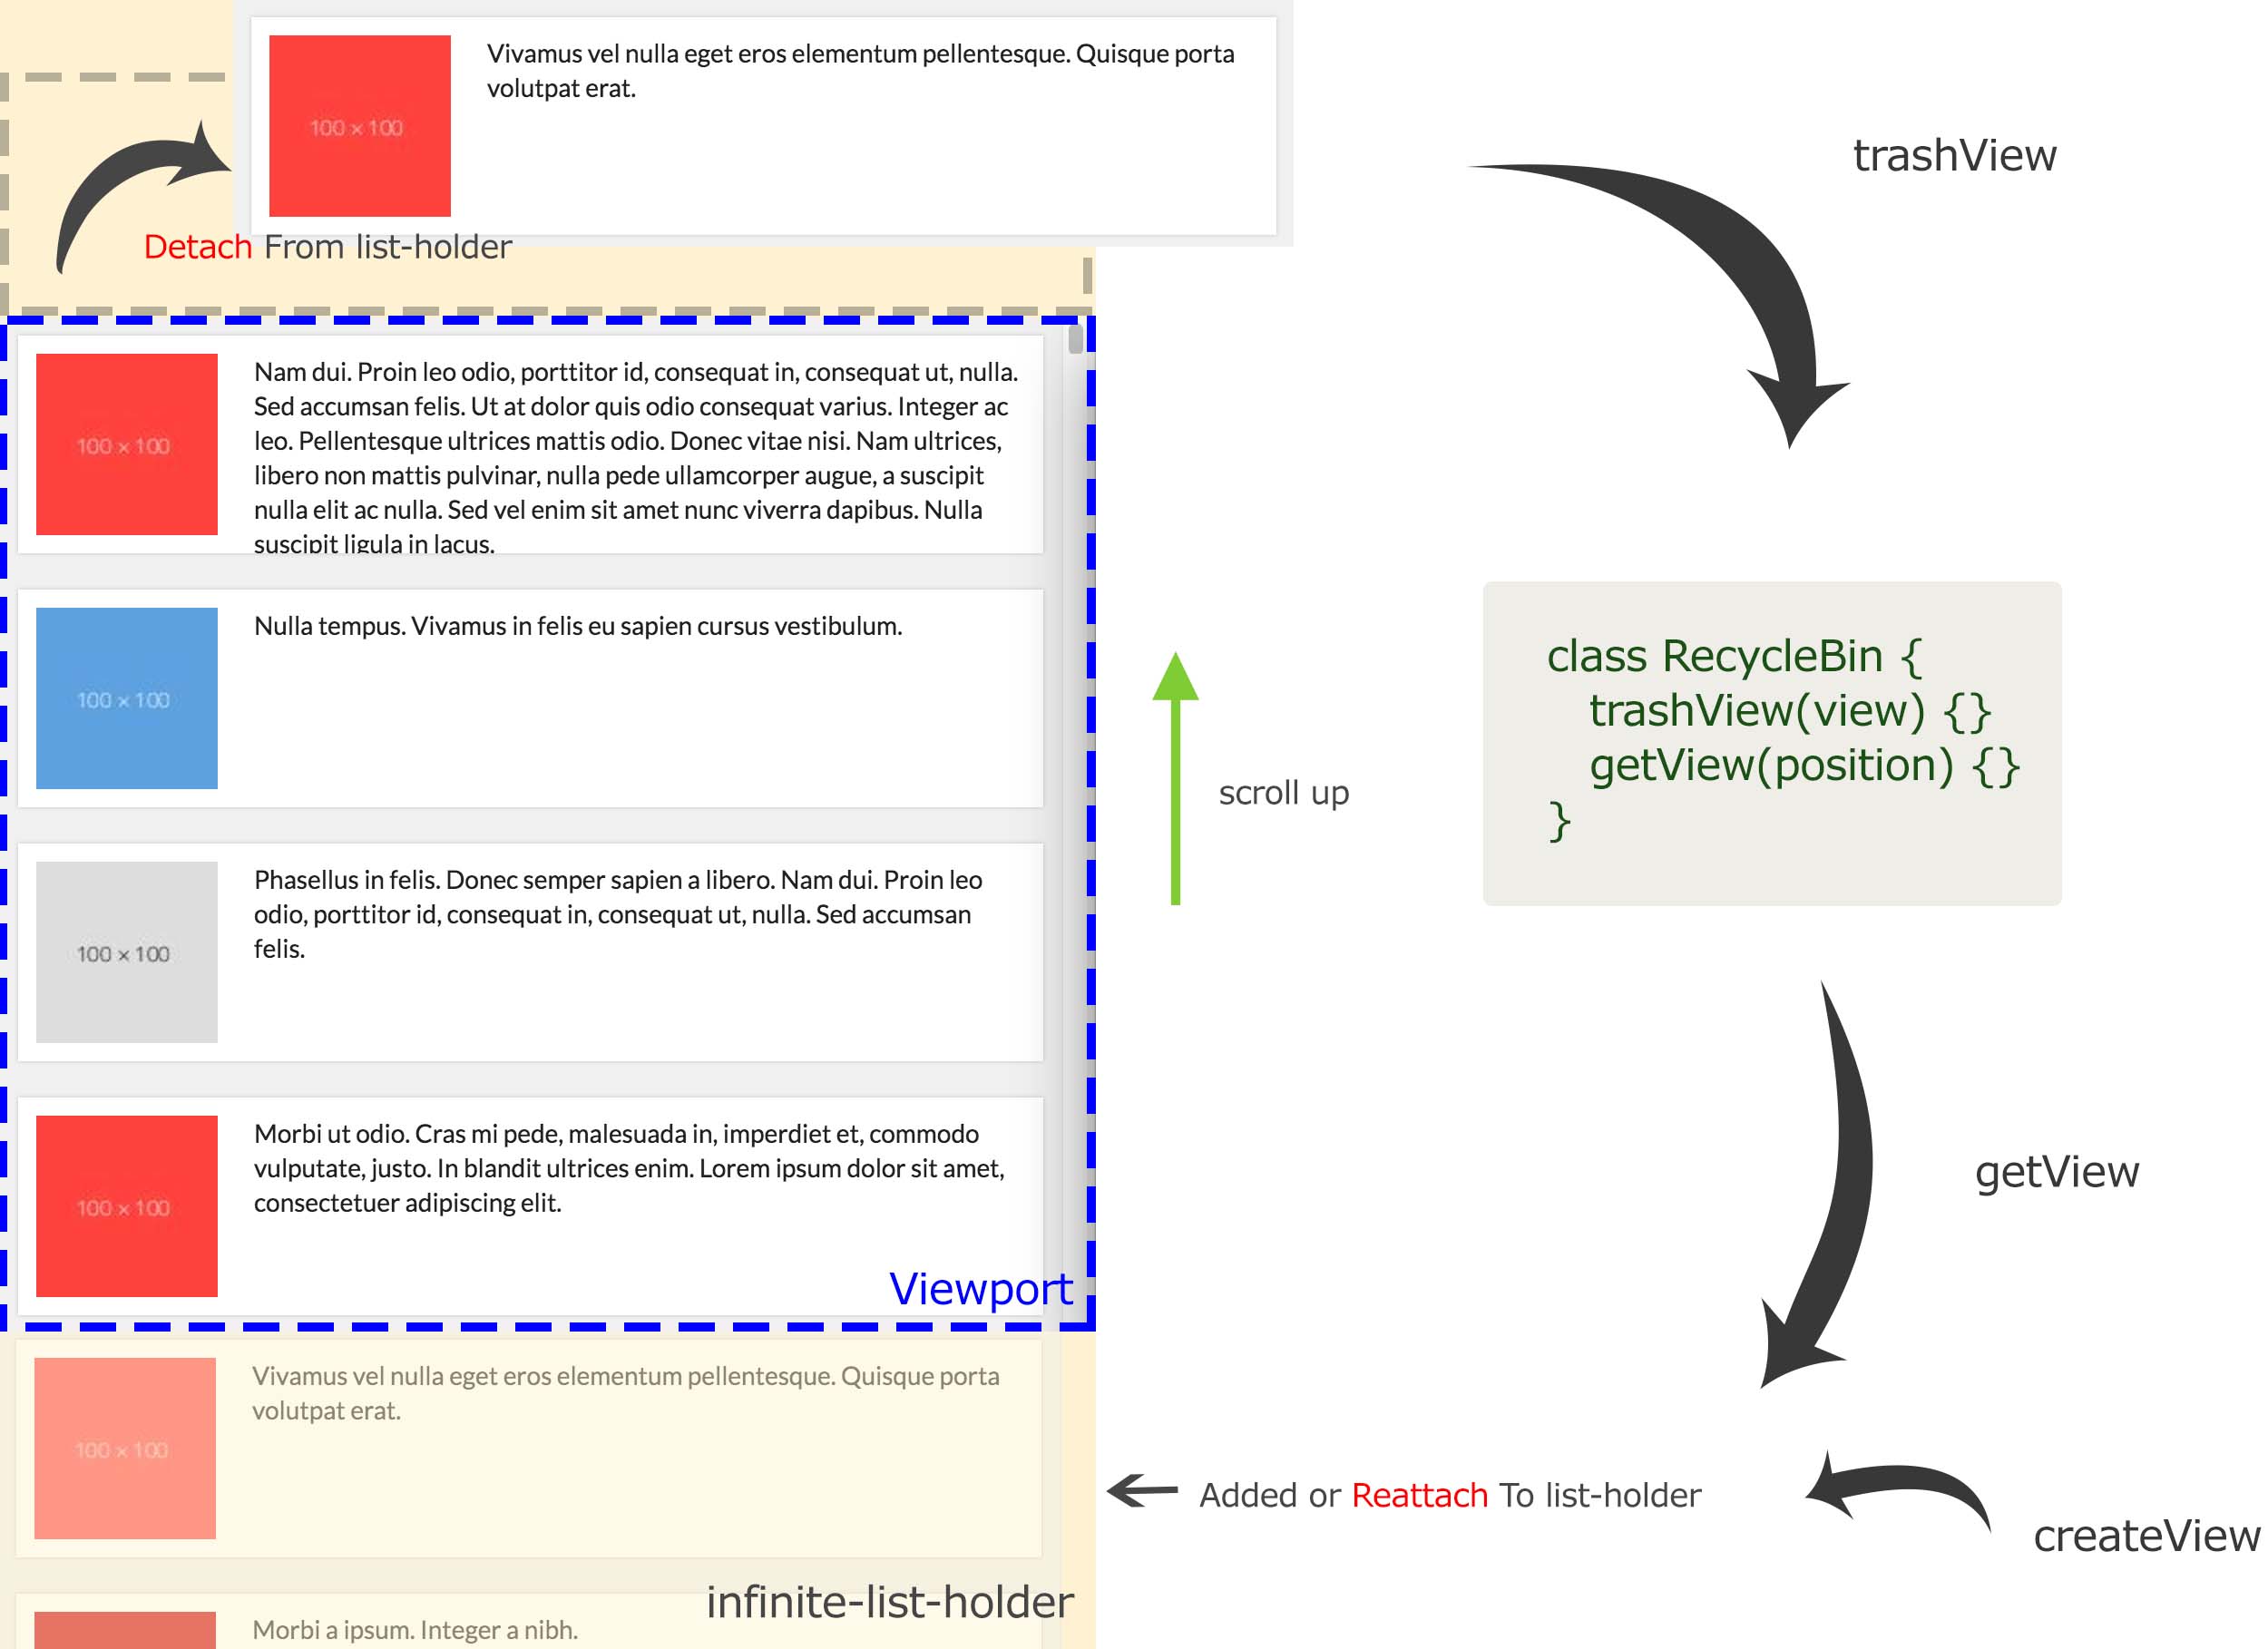 Vivamus vel nulla eget eros elementum pellentesque. Quisque porta
volutpat erat.
100 × 100
trashView
Detach From list-holder
Nam dui. Proin leo odio, porttitor id, consequat in, consequat ut, nulla.
Sed accumsan felis. Ut at dolor quis odio consequat varius. Integer ac
leo. Pellentesque ultrices mattis odio. Donec vitae nisi. Nam ultrices,
libero non mattis pulvinar, nulla pede ullamcorper augue, a suscipit
nulla elit ac nulla. Sed vel enim sit amet nunc viverra dapibus. Nulla
suscipit ligula in lacus.
100 × 100
Nulla tempus. Vivamus in felis eu sapien cursus vestibulum.
100 × 100
scroll up
class RecycleBin {
trashView(view) {}
getView(position) {}
}
Phasellus in felis. Donec semper sapien a libero. Nam dui. Proin leo
odio, porttitor id, consequat in, consequat ut, nulla. Sed accumsan
felis.
100 × 100
Morbi ut odio. Cras mi pede, malesuada in, imperdiet et, commodo
vulputate, justo. In blandit ultrices enim. Lorem ipsum dolor sit amet,
consectetuer adipiscing elit.
100 × 100
Viewport
getView
Vivamus vel nulla eget eros elementum pellentesque. Quisque porta
volutpat erat.
100 × 100
Added or Reattach To list-holder
createView
infinite-list-holder
Morbi a ipsum. Integer a nibh.